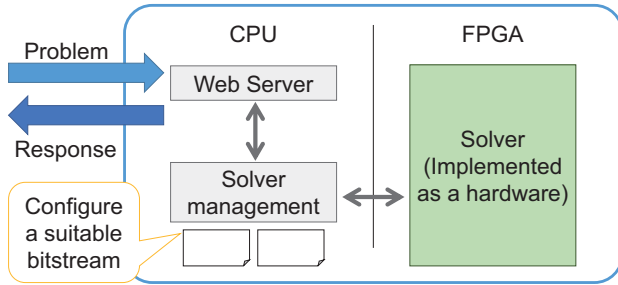 CPU
FPGA
Problem
Web Server
Response
Solver
management
Solver
(Implemented
as a hardware)
Configure
a suitable
bitstream